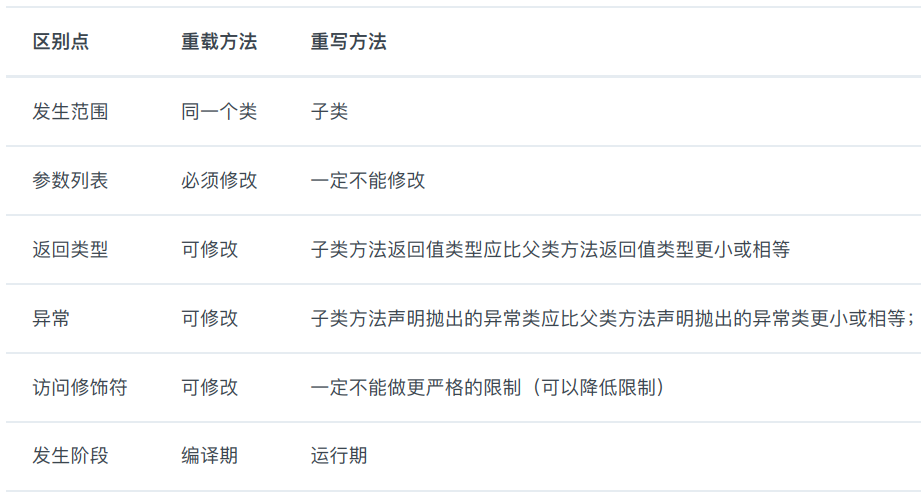 区别点 重载方法 重写方法
发生范围 同一个类 子类
参数列表 必须修改 一定不能修改
返回类型 可修改 子类方法返回值类型应比父类方法返回值类型更小或相等
异常 可修改 子类方法声明抛出的异常类应比父类方法声明抛出的异常类更小或相等；
访问修饰符 可修改 一定不能做更严格的限制（可以降低限制）
发生阶段 编译期 运行期